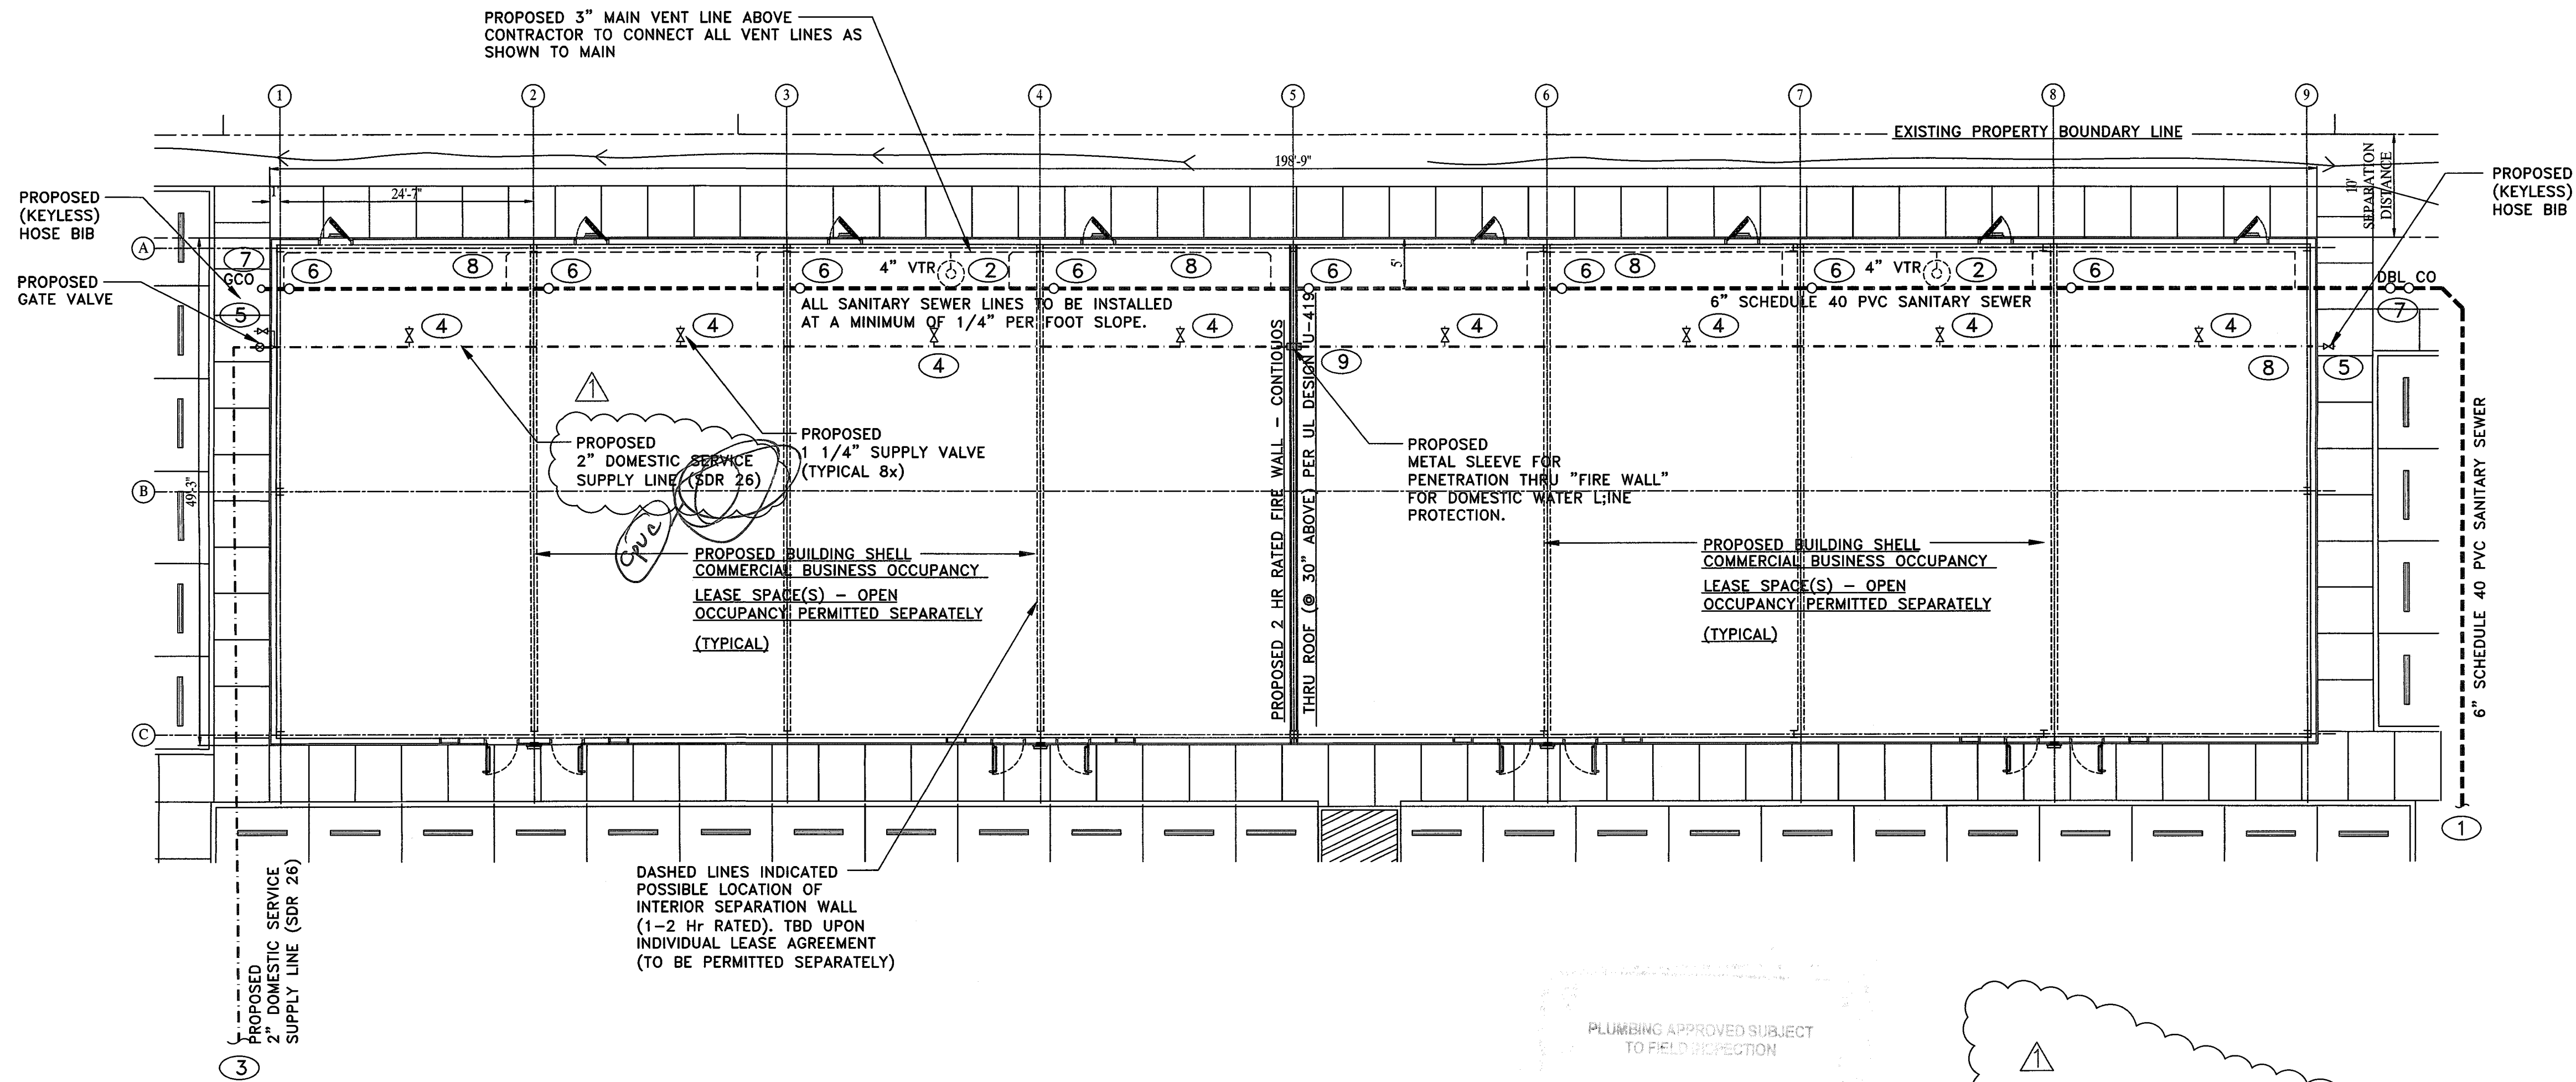 PROPOSED 3" MAIN VENT LINE ABOVE
CONTRACTOR TO CONNECT ALL VENT LINES AS
SHOWN TO MAIN
1
2
3
4
5
6
7
8
9
EXISTING PROPERTY BOUNDARY LINE
198'-9"
1'
24'-7"
10'
SEPARATION
DISTANCE
PROPOSED
(KEYLESS)
HOSE BIB
PROPOSED
(KEYLESS)
HOSE BIB
A
7
GCO
6
8
6
6
4" VTR
2
6
8
6
6
8
6
4" VTR
2
6
DBL CO
7
5'
PROPOSED
GATE VALVE
5
ALL SANITARY SEWER LINES TO BE INSTALLED
AT A MINIMUM OF 1/4" PER FOOT SLOPE.
6" SCHEDULE 40 PVC SANITARY SEWER
4
4
4
4
4
4
4
4
9
8
5
1
PROPOSED
2" DOMESTIC SERVICE
SUPPLY LINE (SDR 26)
CPVC
PROPOSED
1 1/4" SUPPLY VALVE
(TYPICAL 8x)
PROPOSED
METAL SLEEVE FOR
PENETRATION THRU "FIRE WALL"
FOR DOMESTIC WATER L;INE
PROTECTION.
B
49'-3"
PROPOSED BUILDING SHELL
COMMERCIAL BUSINESS OCCUPANCY
LEASE SPACE(S) – OPEN
OCCUPANCY PERMITTED SEPARATELY
(TYPICAL)
PROPOSED 2 HR RATED FIRE WALL – CONTIOUOS
THRU ROOF (@ 30" ABOVE) PER UL DESIGN U-419
PROPOSED BUILDING SHELL
COMMERCIAL BUSINESS OCCUPANCY
LEASE SPACE(S) – OPEN
OCCUPANCY PERMITTED SEPARATELY
(TYPICAL)
6" SCHEDULE 40 PVC SANITARY SEWER
C
1
DASHED LINES INDICATED
POSSIBLE LOCATION OF
INTERIOR SEPARATION WALL
(1–2 Hr RATED). TBD UPON
INDIVIDUAL LEASE AGREEMENT
(TO BE PERMITTED SEPARATELY)
PROPOSED
2" DOMESTIC SERVICE
SUPPLY LINE (SDR 26)
3
PLUMBING APPROVED SUBJECT
TO FIELD INSPECTION
1